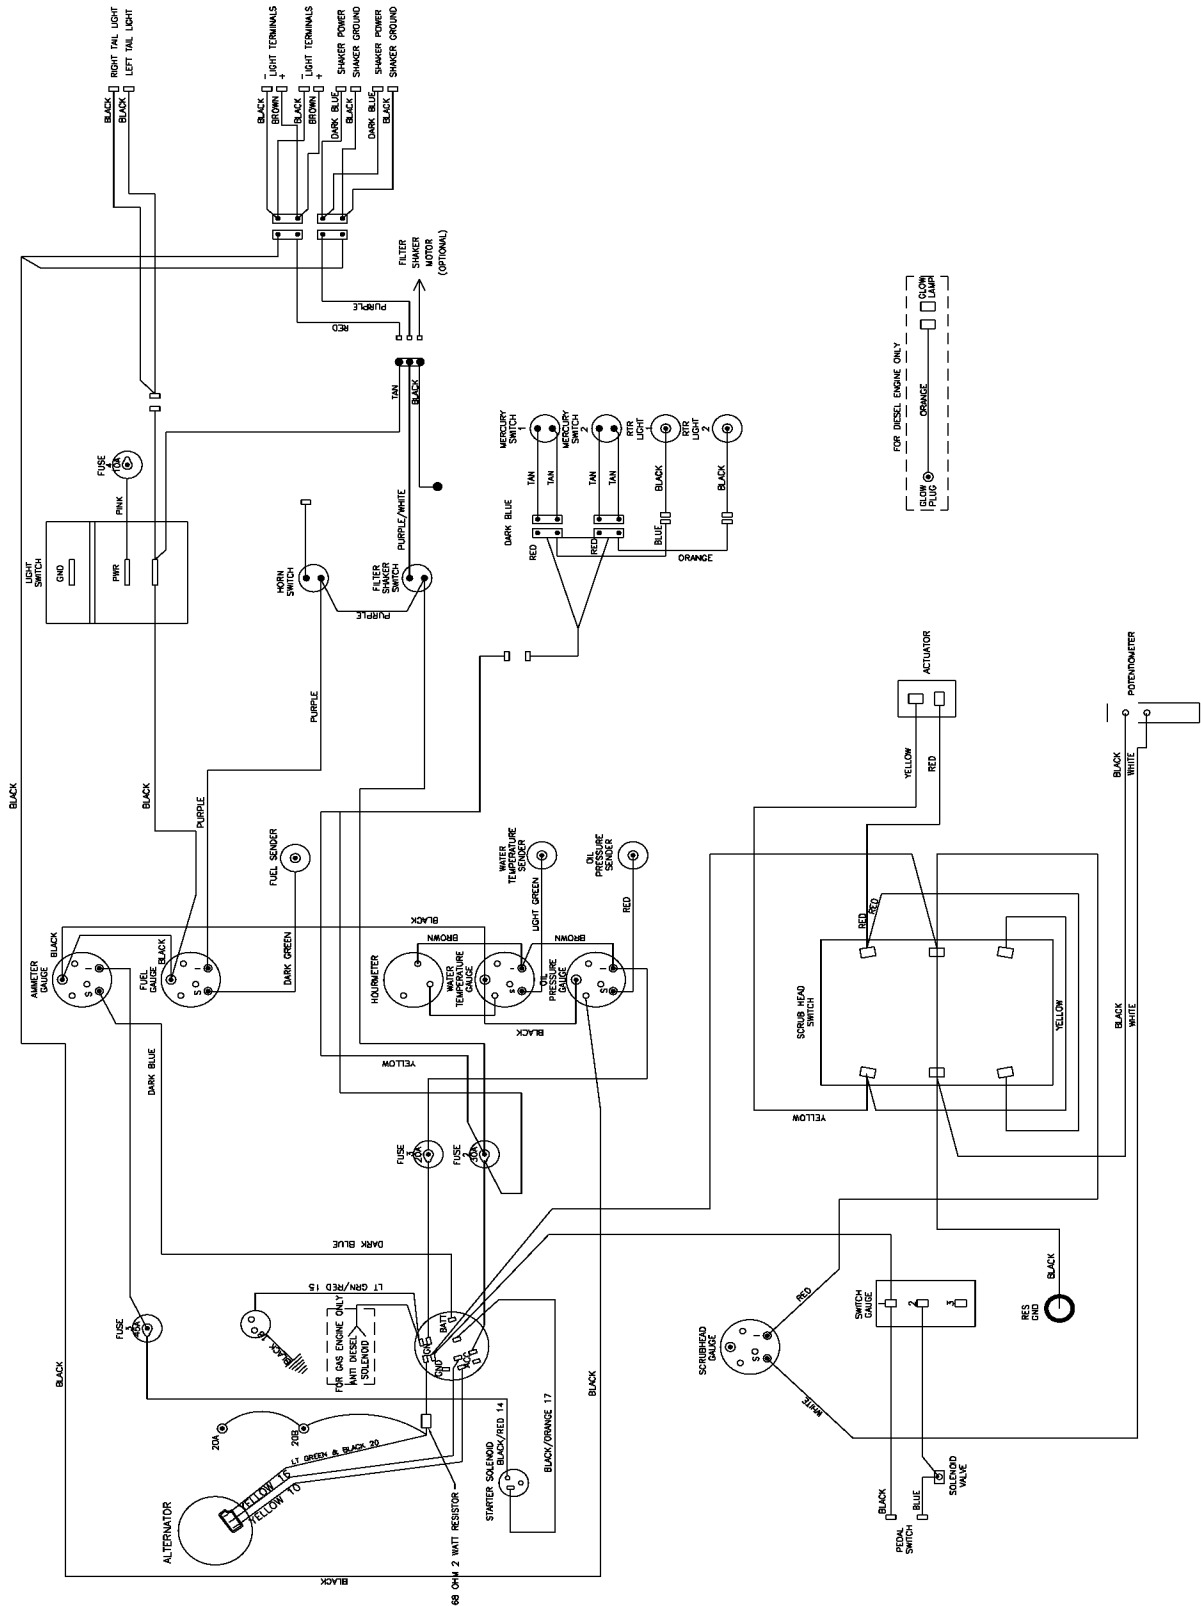 RIGHT TAIL LIGHT
LEFT TAIL LIGHT
BLACK
BLACK
- LIGHT TERMINALS
+
- LIGHT TERMINALS
+
SHAKER POWER
SHAKER GROUND
SHAKER POWER
SHAKER GROUND
BLACK
BROWN
BLACK
BROWN
DARK BLUE
BLACK
DARK BLUE
BLACK
FILTER
SHAKER
MOTOR
(OPTIONAL)
PURPLE
RED
TAN
BLACK
FUSE
4
10A
PINK
LIGHT
SWITCH
GND
PWR
HORN
SWITCH
FILTER
SHAKER
SWITCH
PURPLE/WHITE
PURPLE
PURPLE
MERCURY
SWITCH
1
MERCURY
SWITCH
2
RTR
LIGHT
1
RTR
LIGHT
2
TAN
TAN
TAN
TAN
BLACK
BLACK
DARK BLUE
RED
RED
BLUE
ORANGE
FOR DIESEL ENGINE ONLY
GLOW
LAMP
ORANGE
GLOW
PLUG
ACTUATOR
YELLOW
RED
POTENTIOMETER
BLACK
WHITE
BLACK
BLACK
PURPLE
FUEL SENDER
DARK GREEN
WATER
TEMPERATURE
SENDER
OIL
PRESSURE
SENDER
LIGHT GREEN
RED
BLACK
BROWN
BROWN
AMMETER
GAUGE
BLACK
BLACK
I
S
FUEL
GAUGE
I
S
HOURMETER
WATER
TEMPERATURE
GAUGE
I
S
OIL
PRESSURE
GAUGE
I
S
BLACK
YELLOW
DARK BLUE
RED
RED
SCRUB HEAD
SWITCH
YELLOW
YELLOW
BLACK
WHITE
FUSE
3
20A
FUSE
2
30A
DARK BLUE
LT GRN/RED 15
FUSE
45A
BLACK 18
FOR GAS ENGINE ONLY
ANTI DIESEL
SOLENOID
BATT
IGN
GND
ACC
BLACK
BLACK
20A
20B
LT GREEN & BLACK 20
YELLOW 16
YELLOW TO
ALTERNATOR
BLACK
68 OHM 2 WATT RESISTOR
STARTER SOLENOID
BLACK/RED 14
BLACK/ORANGE 17
SCRUBHEAD
GAUGE
I
S
RED
WHITE
SWITCH
GAUGE
1
2
3
RES
GND
BLACK
BLACK
BLUE
PEDAL
SWITCH
SOLENOID
VALVE